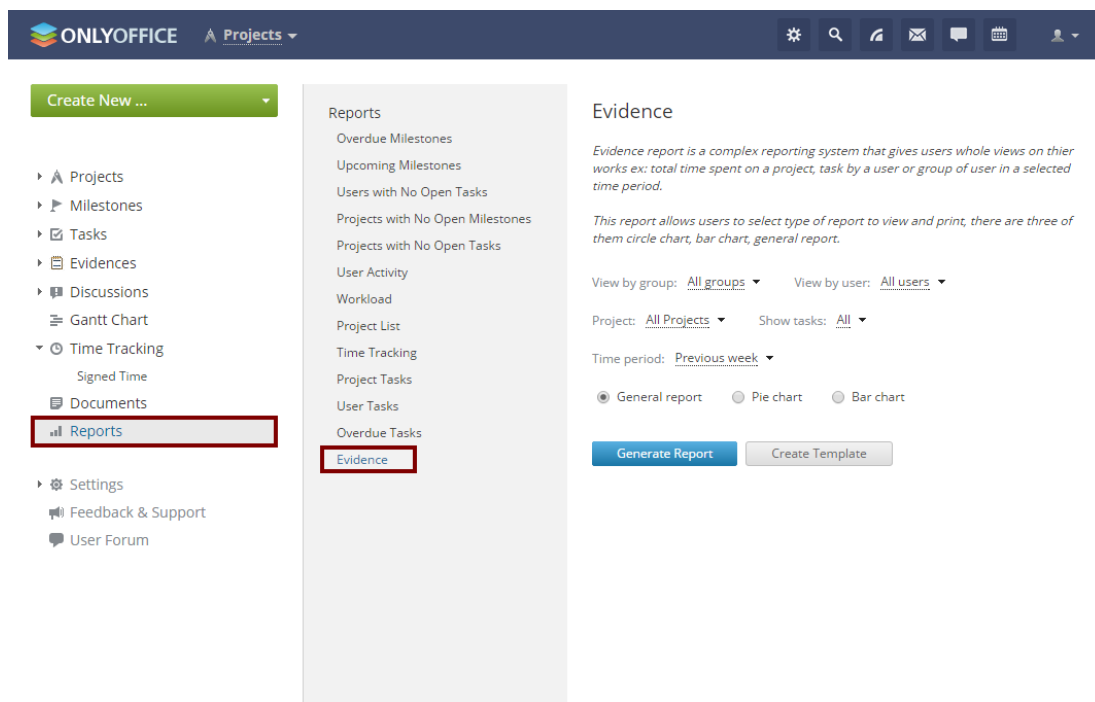 ONLYOFFICE Projects
Create New ...
Projects
Milestones
Tasks
Evidences
Discussions
Gantt Chart
Time Tracking
Signed Time
Documents
Reports
Settings
Feedback & Support
User Forum
Reports
Overdue Milestones
Upcoming Milestones
Users with No Open Tasks
Projects with No Open Milestones
Projects with No Open Tasks
User Activity
Workload
Project List
Time Tracking
Project Tasks
User Tasks
Overdue Tasks
Evidence
Evidence
Evidence report is a complex reporting system that gives users whole views on thier
works ex: total time spent on a project, task by a user or group of user in a selected
time period.
This report allows users to select type of report to view and print, there are three of
them circle chart, bar chart, general report.
View by group: All groups View by user: All users
Project: All Projects Show tasks: All
Time period: Previous week
General report Pie chart Bar chart
Generate Report Create Template